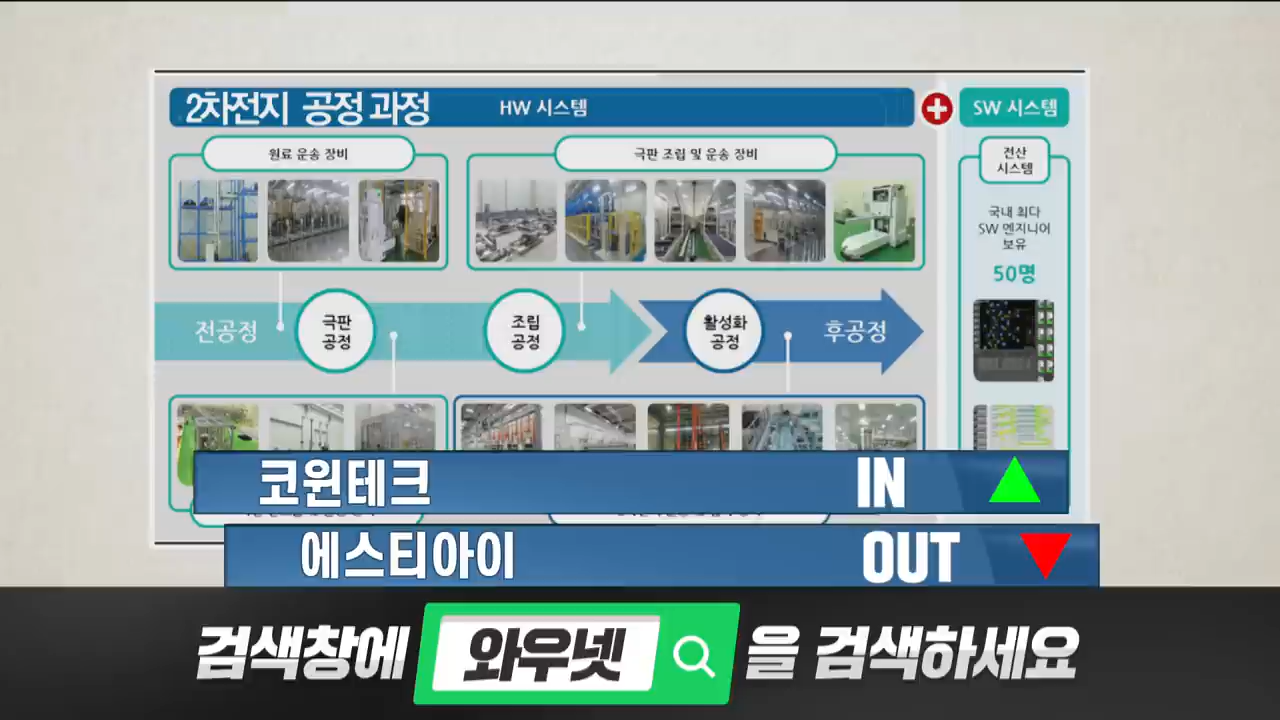 2차전지 공정 과정
HW 시스템
SW 시스템
원료 운송 장비
극판 조립 및 운송 장비
전산
시스템
국내 최다
SW 엔지니어
보유
50명
전공정
극판
공정
조립
공정
활성화
공정
후공정
코윈테크 IN
에스티아이 OUT
검색창에 와우넷 을 검색하세요